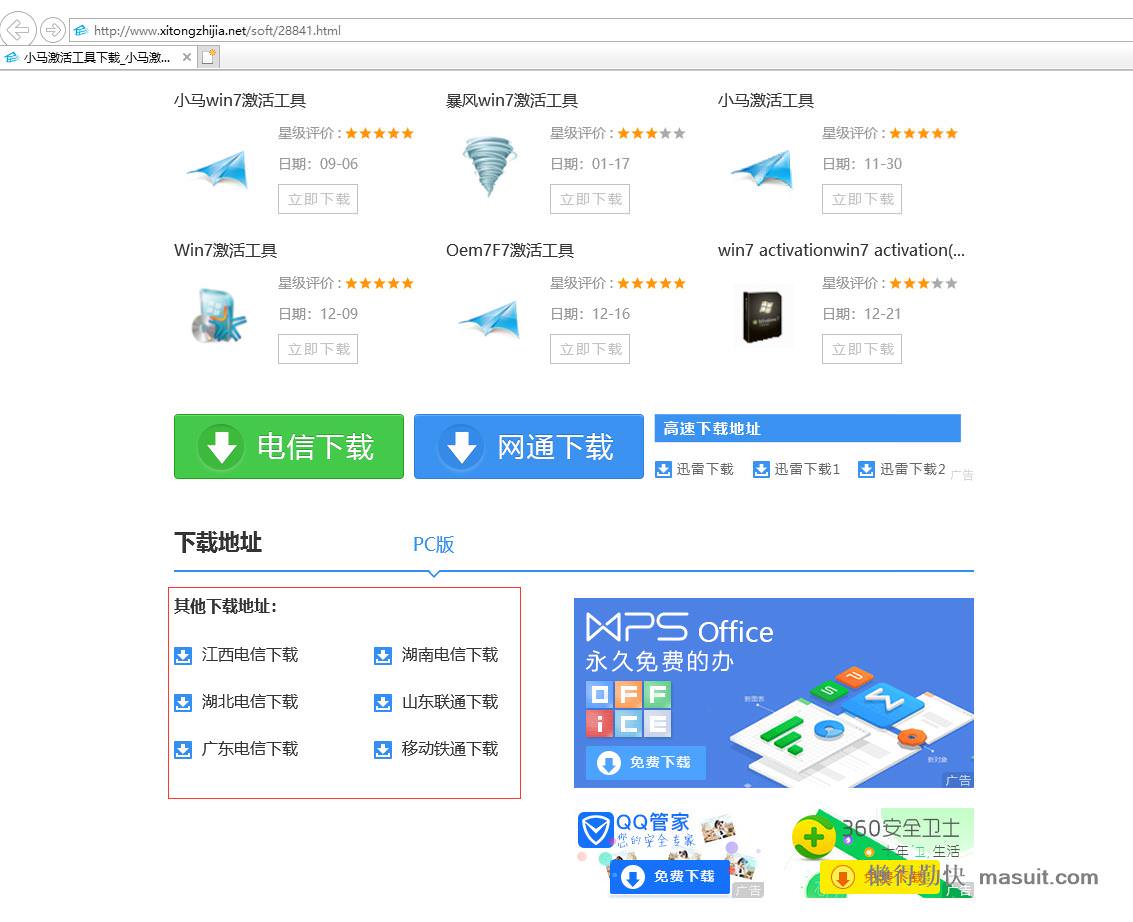 http://www.xitongzhijia.net/soft/28841.html
小马激活工具下载_小马激...
小马win7激活工具
暴风win7激活工具
小马激活工具
星级评价:
星级评价:
星级评价:
日期: 09-06
日期: 01-17
日期: 11-30
立即下载
立即下载
立即下载
Win7激活工具
Oem7F7激活工具
win7 activationwin7 activation(...
星级评价:
星级评价:
星级评价:
日期: 12-09
日期: 12-16
日期: 12-21
立即下载
立即下载
立即下载
电信下载
网通下载
高速下载地址
迅雷下载
迅雷下载1
迅雷下载2
广告
下载地址
PC版
其他下载地址:
江西电信下载
湖南电信下载
湖北电信下载
山东联通下载
广东电信下载
移动铁通下载
WPS Office
永久免费的办
OFFiCE
新图表
新对象
免费下载
广告
QQ管家
您的安全专家
免费下载
广告
360安全卫士
十年 卫 生活
广告
懒得勤快 masuit.com